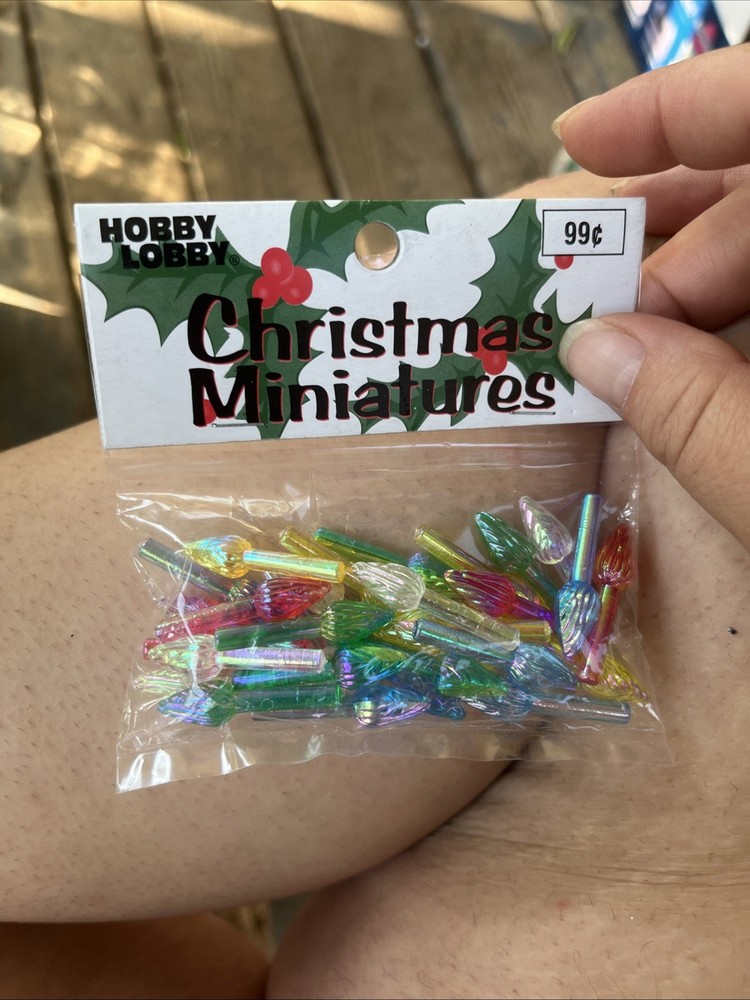 HOBBY
LOBBY®
99¢
Christmas
Miniatures